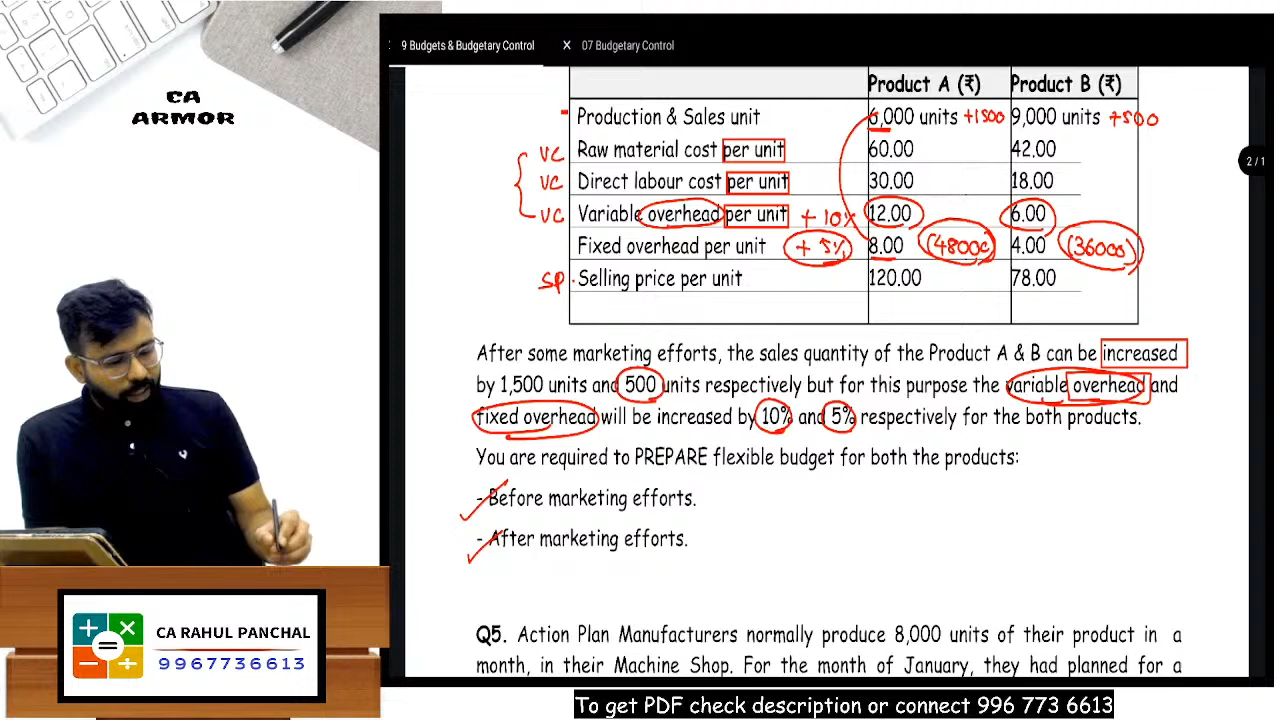 9 Budgets & Budgetary Control × 07 Budgetary Control
CA
ARMOR
2/1
Product A (₹) Product B (₹)
Production & Sales unit 6,000 units +1500 9,000 units +500
VC Raw material cost per unit 60.00 42.00
VC Direct labour cost per unit 30.00 18.00
VC Variable overhead per unit + 10% 12.00 6.00
Fixed overhead per unit + 5% 8.00 (48000) 4.00 (36000)
SP Selling price per unit 120.00 78.00
After some marketing efforts, the sales quantity of the Product A & B can be increased
by 1,500 units and 500 units respectively but for this purpose the variable overhead and
fixed overhead will be increased by 10% and 5% respectively for the both products.
You are required to PREPARE flexible budget for both the products:
- Before marketing efforts.
- After marketing efforts.
Q5. Action Plan Manufacturers normally produce 8,000 units of their product in a
month, in their Machine Shop. For the month of January, they had planned for a
CA RAHUL PANCHAL
9967736613
To get PDF check description or connect 996 773 6613